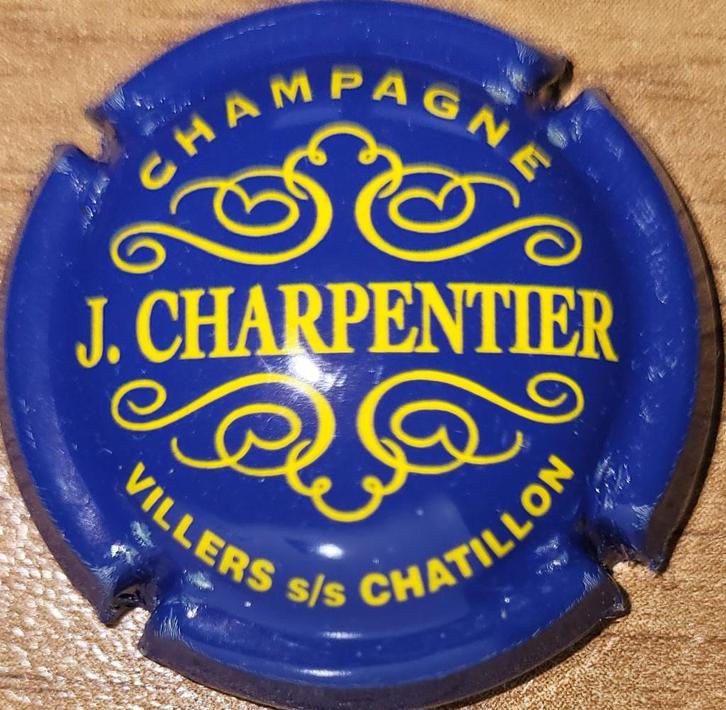 CHAMPAGNE
J. CHARPENTIER
VILLERS s/s CHATILLON